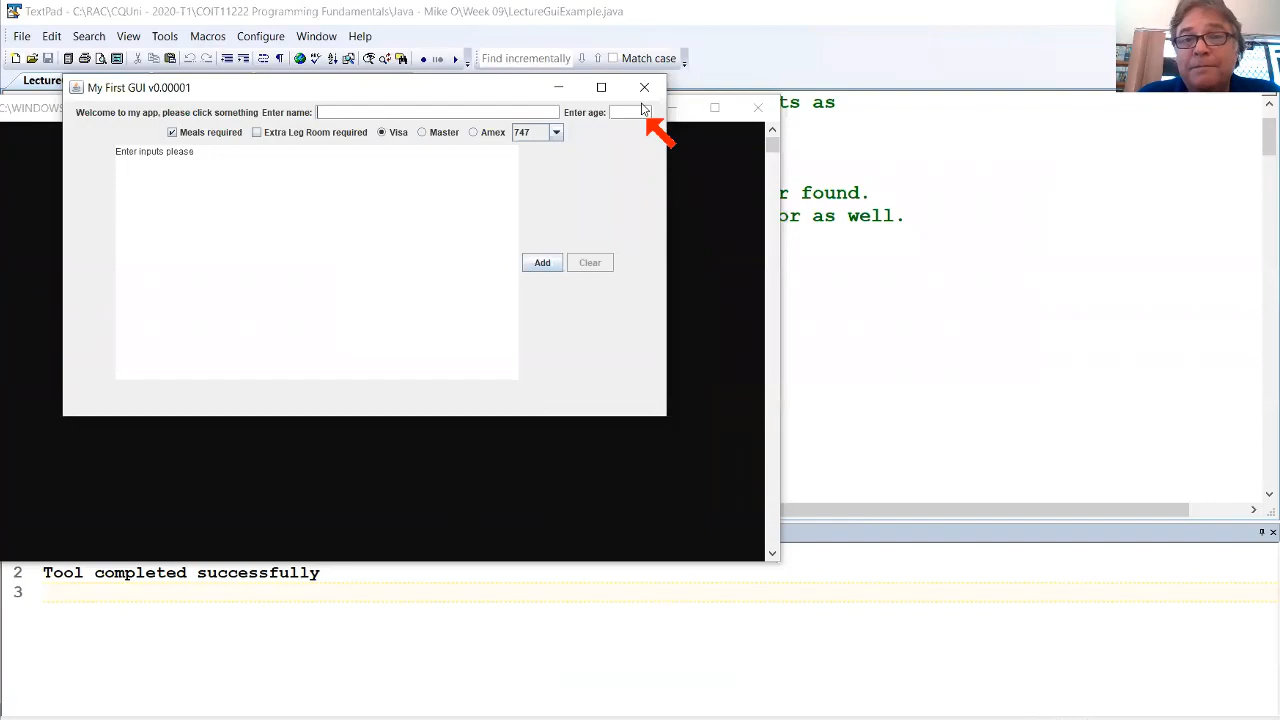 TextPad - C:\RAC\CQUni - 2020-T1\COIT11222 Programming Fundamentals\Java - Mike O\Week 09\LectureGuiExample.java
File Edit Search View Tools Macros Configure Window Help
Find incrementally Match case
Lecture
My First GUI v0.00001
C:\WINDOWS
ts as
Welcome to my app, please click something Enter name: Enter age:
Meals required Extra Leg Room required Visa Master Amex 747
Enter inputs please
r found.
or as well.
Add Clear
2 Tool completed successfully
3